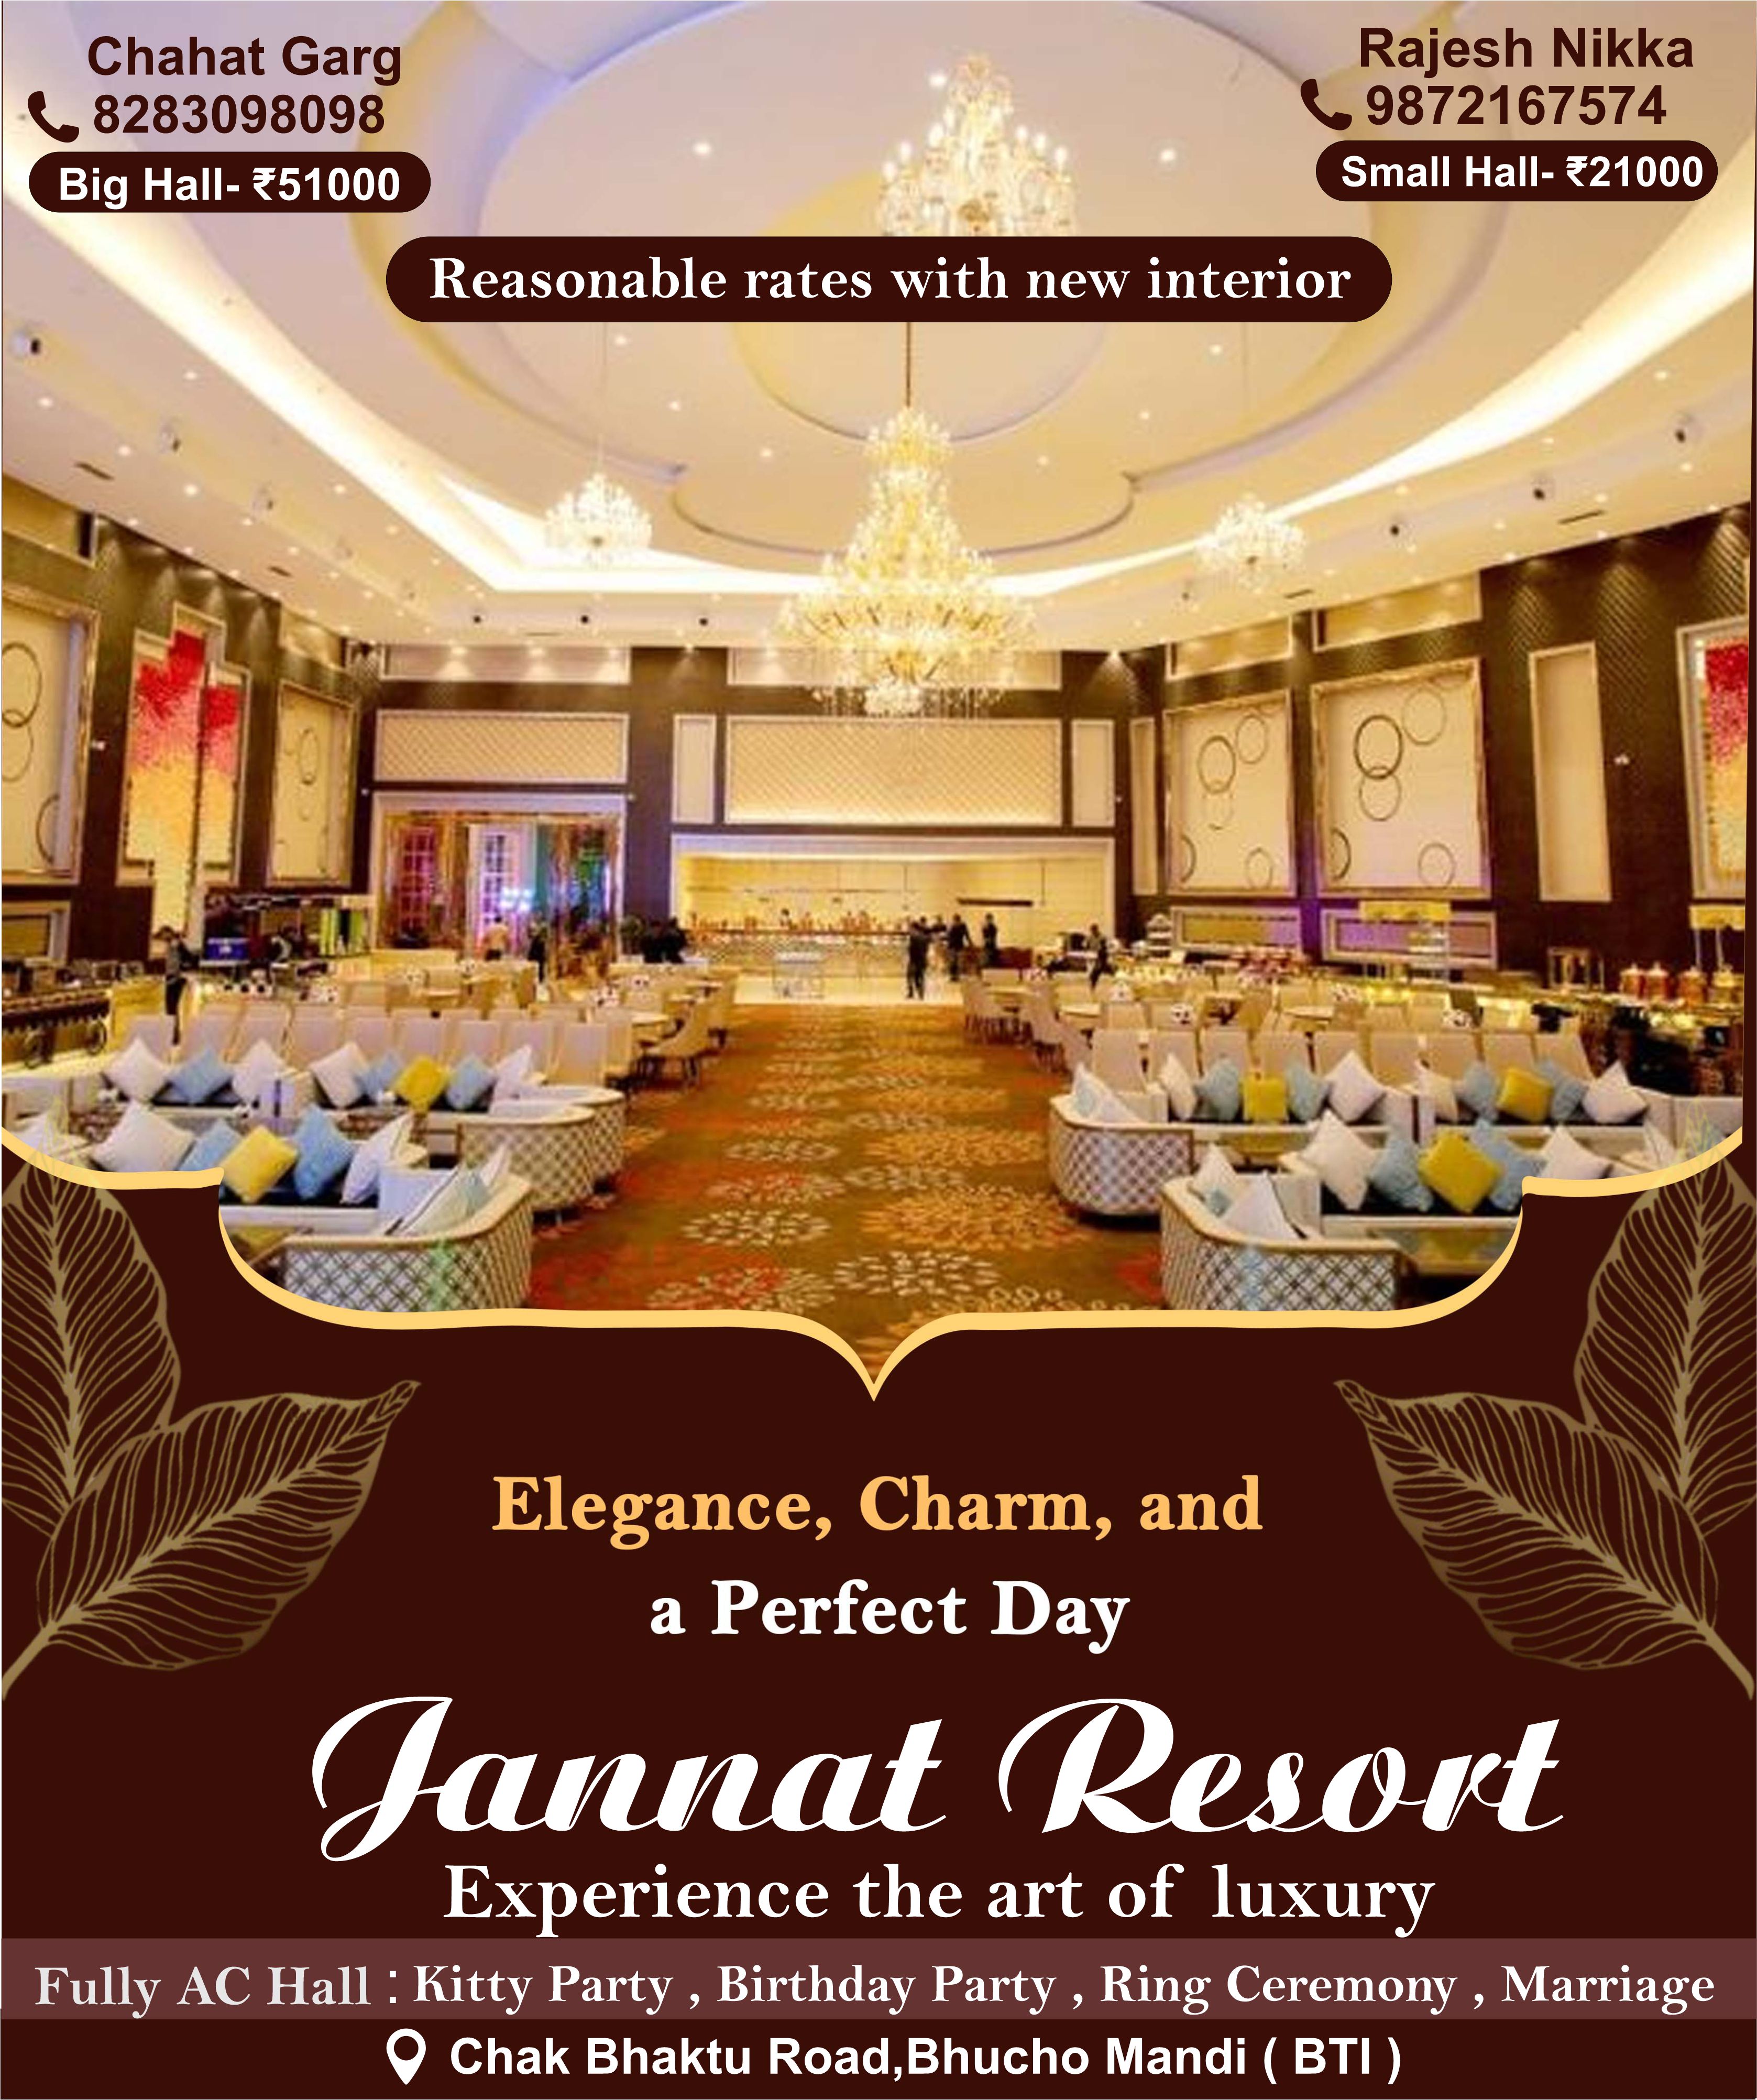 Chahat Garg
8283098098
Big Hall- ₹51000
Rajesh Nikka
9872167574
Small Hall- ₹21000
Reasonable rates with new interior
Elegance, Charm, and
a Perfect Day
Jannat Resort
Experience the art of luxury
Fully AC Hall : Kitty Party , Birthday Party , Ring Ceremony , Marriage
Chak Bhaktu Road,Bhucho Mandi ( BTI )